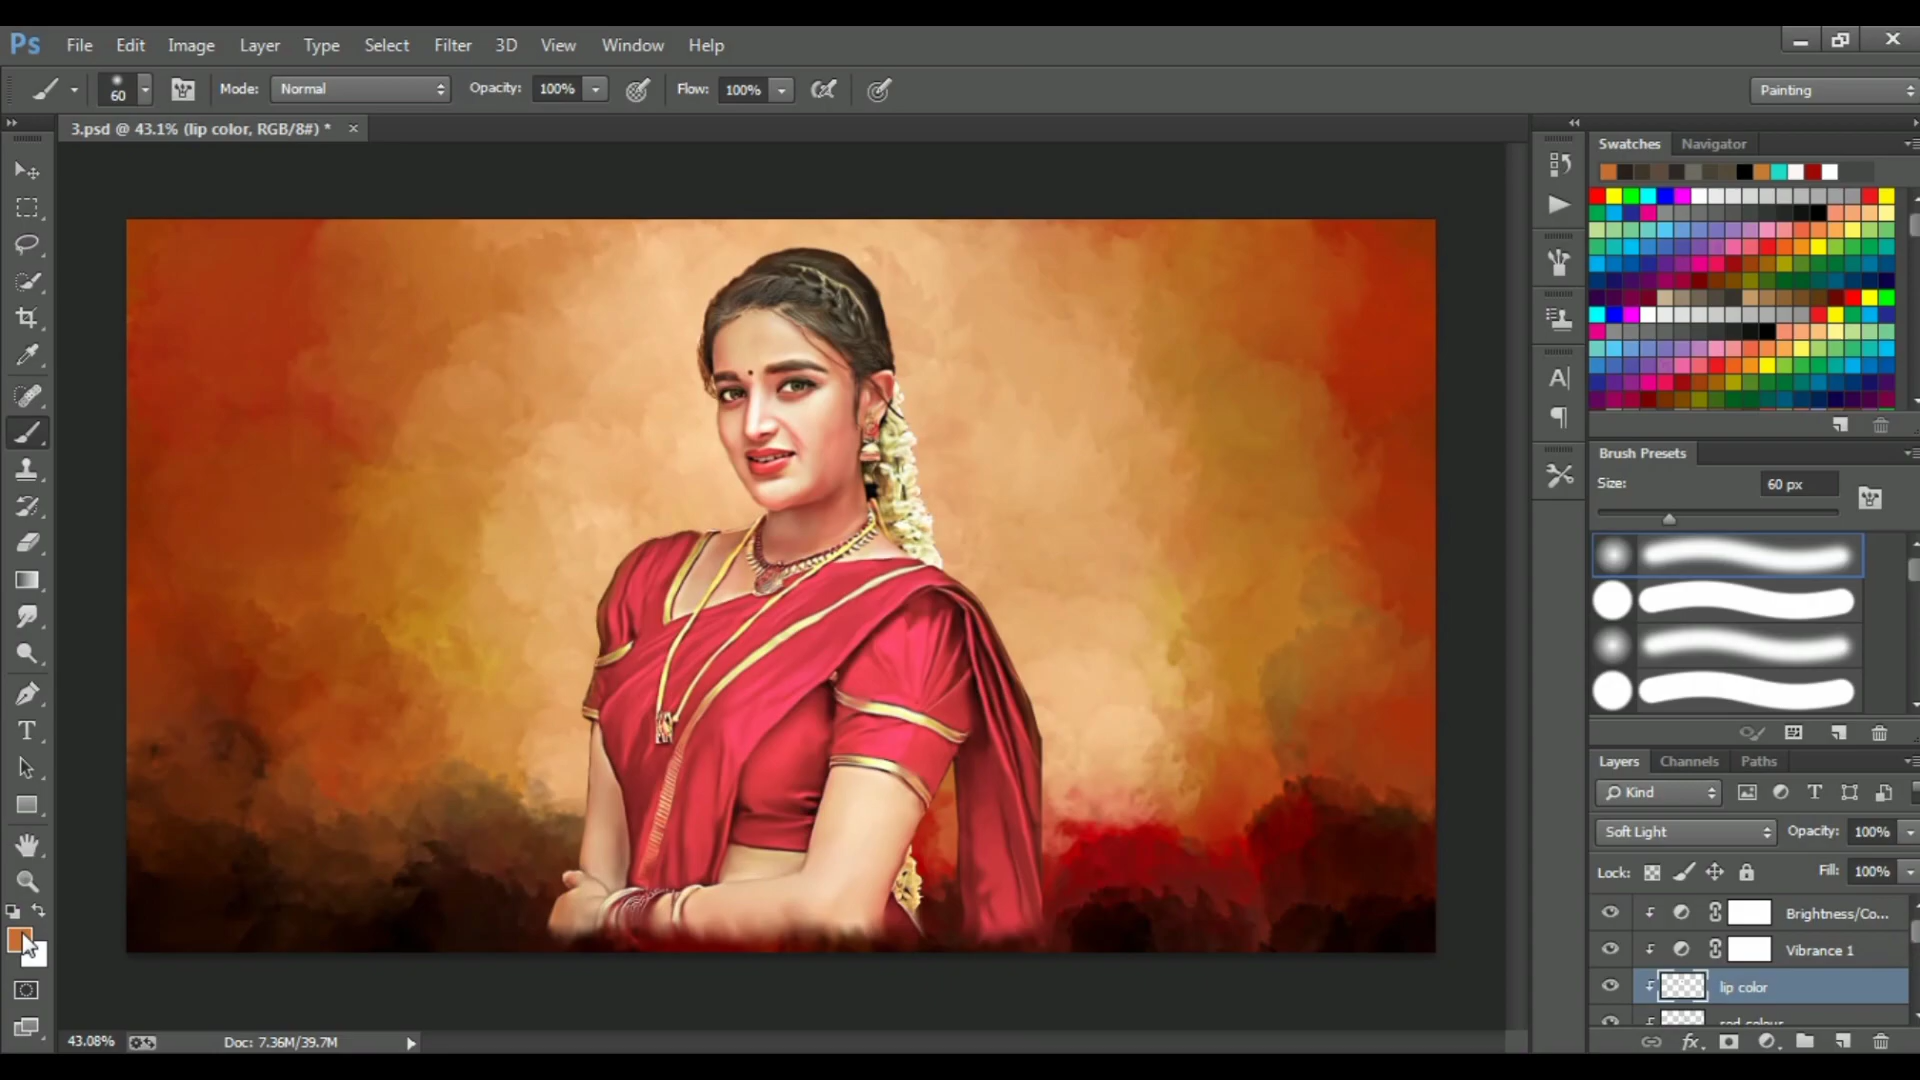 Ps File Edit Image Layer Type Select Filter 3D View Window Help
60 Mode: Normal Opacity: 100% Flow: 100% Painting
3.psd @ 43.1% (lip color, RGB/8#) * ×
Swatches Navigator
Brush Presets
Size: 60 px
Layers Channels Paths
Kind
Soft Light Opacity: 100%
Lock: Fill: 100%
Brightness/Co...
Vibrance 1
lip color
43.08% Doc: 7.36M/39.7M